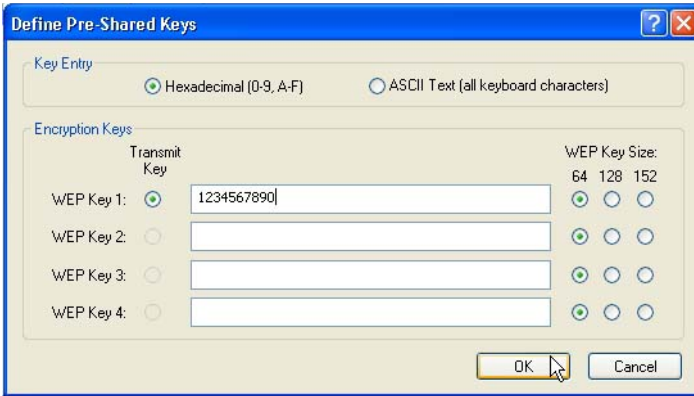 Define Pre-Shared Keys
Key Entry
Hexadecimal (0-9, A-F) ASCII Text (all keyboard characters)
Encryption Keys
Transmit Key WEP Key Size:
64 128 152
WEP Key 1: 1234567890
WEP Key 2:
WEP Key 3:
WEP Key 4:
OK Cancel